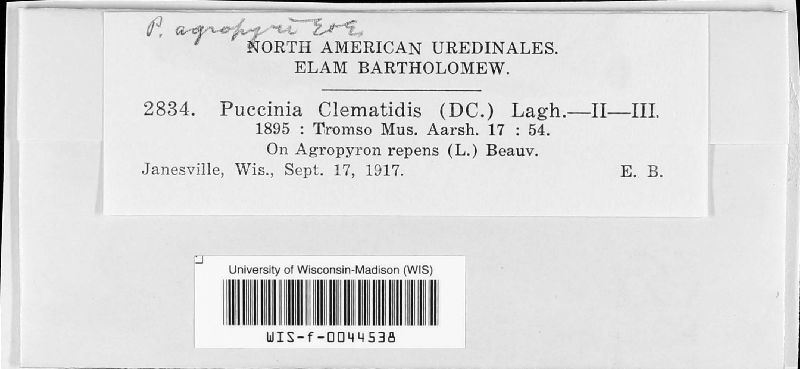 P. agropyri E&E
NORTH AMERICAN UREDINALES.
ELAM BARTHOLOMEW.
2834. Puccinia Clematidis (DC.) Lagh.—II—III.
1895 : Tromso Mus. Aarsh. 17 : 54.
On Agropyron repens (L.) Beauv.
Janesville, Wis., Sept. 17, 1917. E. B.
University of Wisconsin-Madison (WIS)
WIS-f-0044538